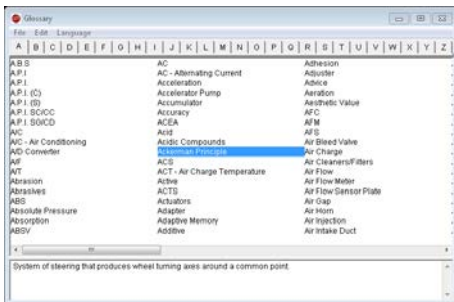 Glossary
File Edit Language
A B C D E F G H I J K L M N O P Q R S T U V W X Y Z
A.B.S
A.P.I
A.P.I.
A.P.I. (C)
A.P.I. (S)
A.P.I. SC/CC
A.P.I. SG/CD
A/C
A/C - Air Conditioning
A/D Converter
A/F
A/T
Abrasion
Abrasives
ABS
Absolute Pressure
Absorption
ABSV
AC
AC - Alternating Current
Acceleration
Accelerator Pump
Accumulator
Accuracy
ACEA
Acid
Acidic Compounds
Ackerman Principle
ACS
ACT - Air Charge Temperature
Active
ACTS
Actuators
Adapter
Adaptive Memory
Additive
Adhesion
Adjuster
Advice
Aeration
Aesthetic Value
AFC
AFM
AFS
Air Bleed Valve
Air Charge
Air Cleaners/Filters
Air Flow
Air Flow Meter
Air Flow Sensor Plate
Air Gap
Air Horn
Air Injection
Air Intake Duct
System of steering that produces wheel turning axes around a common point.